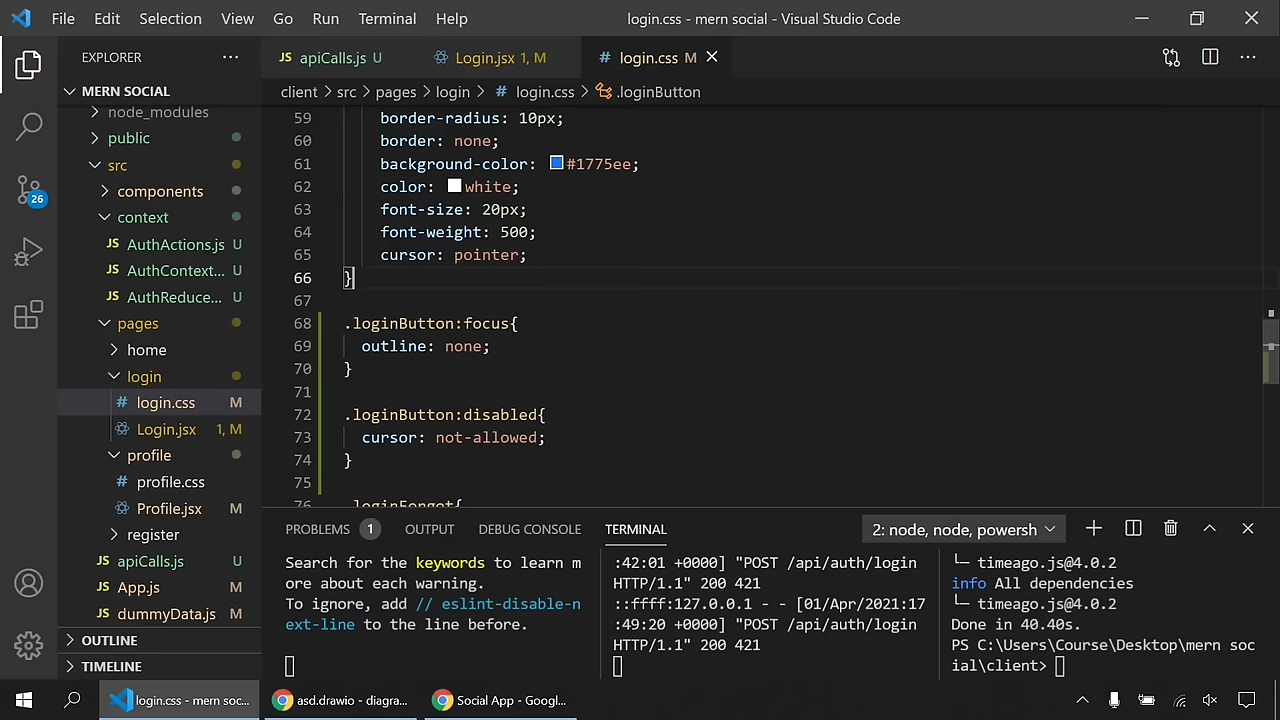 File Edit Selection View Go Run Terminal Help login.css - mern social - Visual Studio Code
EXPLORER
JS apiCalls.js U Login.jsx 1, M # login.css M
MERN SOCIAL
client > src > pages > login > # login.css > .loginButton
node_modules
public
src
components
context
JS AuthActions.js U
JS AuthContext... U
JS AuthReduce... U
pages
home
login
# login.css M
Login.jsx 1, M
profile
# profile.css
Profile.jsx M
register
JS apiCalls.js U
JS App.js M
JS dummyData.js M
OUTLINE
TIMELINE
26
59 border-radius: 10px;
60 border: none;
61 background-color: #1775ee;
62 color: white;
63 font-size: 20px;
64 font-weight: 500;
65 cursor: pointer;
66 }
67
68 .loginButton:focus{
69 outline: none;
70 }
71
72 .loginButton:disabled{
73 cursor: not-allowed;
74 }
75
76 .loginForgot{
PROBLEMS 1 OUTPUT DEBUG CONSOLE TERMINAL 2: node, node, powersh
Search for the keywords to learn m
ore about each warning.
To ignore, add // eslint-disable-n
ext-line to the line before.
:42:01 +0000] "POST /api/auth/login
HTTP/1.1" 200 421
::ffff:127.0.0.1 - - [01/Apr/2021:17
:49:20 +0000] "POST /api/auth/login
HTTP/1.1" 200 421
└─ timeago.js@4.0.2
info All dependencies
└─ timeago.js@4.0.2
Done in 40.40s.
PS C:\Users\Course\Desktop\mern soc
ial\client>
login.css - mern so... asd.drawio - diagra... Social App - Googl...